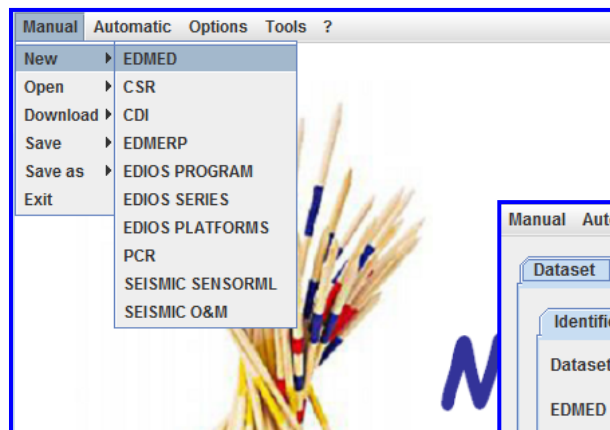 Manual Automatic Options Tools ?
New EDMED
Open CSR
Download CDI
Save EDMERP
Save as EDIOS PROGRAM
Exit EDIOS SERIES
EDIOS PLATFORMS
PCR
SEISMIC SENSORML
SEISMIC O&M
Manual
Dataset
Dataset
EDMED